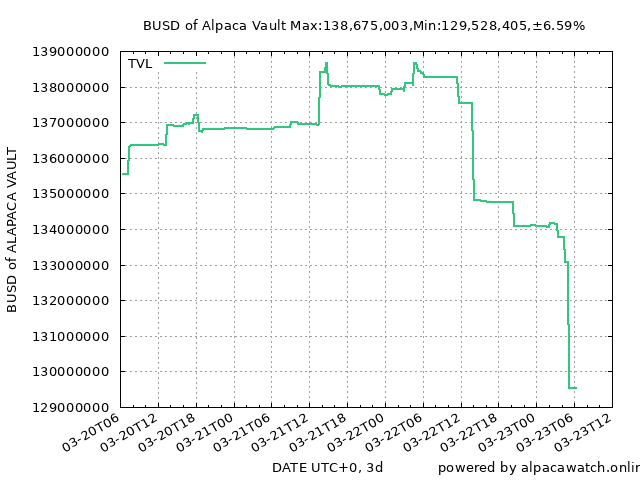 BUSD of Alpaca Vault Max:138,675,003,Min:129,528,405,±6.59%
TVL
139000000
138000000
137000000
136000000
135000000
134000000
133000000
132000000
131000000
130000000
129000000
BUSD of ALAPACA VAULT
03-20T06
03-20T12
03-20T18
03-21T00
03-21T06
03-21T12
03-21T18
03-22T00
03-22T06
03-22T12
03-22T18
03-23T00
03-23T06
03-23T12
DATE UTC+0, 3d
powered by alpacawatch.onlin